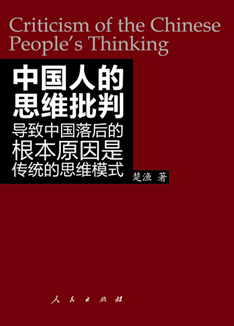 Criticism of the Chinese
People's Thinking
中国人的
思维批判
导致中国落后的
根本原因是
传统的思维模式
楚渔 著
人民出版社